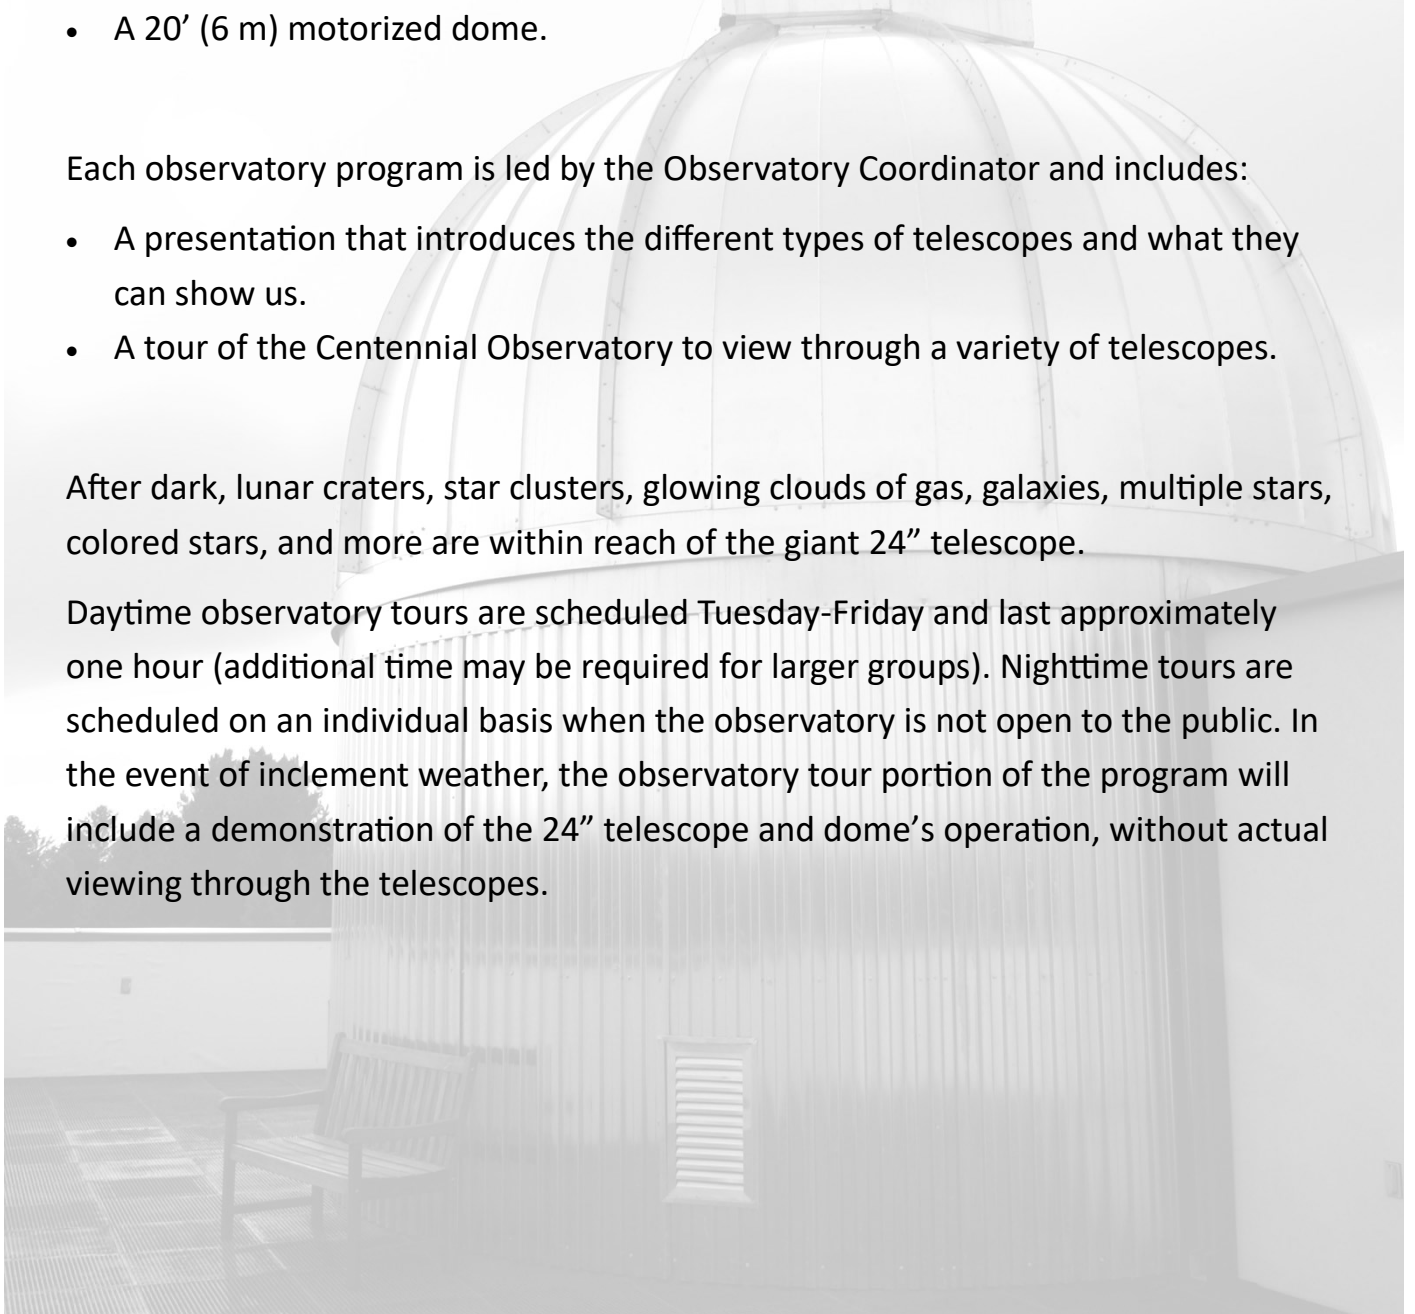 • A 20’ (6 m) motorized dome.
Each observatory program is led by the Observatory Coordinator and includes:
• A presentation that introduces the different types of telescopes and what they
can show us.
• A tour of the Centennial Observatory to view through a variety of telescopes.
After dark, lunar craters, star clusters, glowing clouds of gas, galaxies, multiple stars,
colored stars, and more are within reach of the giant 24” telescope.
Daytime observatory tours are scheduled Tuesday-Friday and last approximately
one hour (additional time may be required for larger groups). Nighttime tours are
scheduled on an individual basis when the observatory is not open to the public. In
the event of inclement weather, the observatory tour portion of the program will
include a demonstration of the 24” telescope and dome’s operation, without actual
viewing through the telescopes.